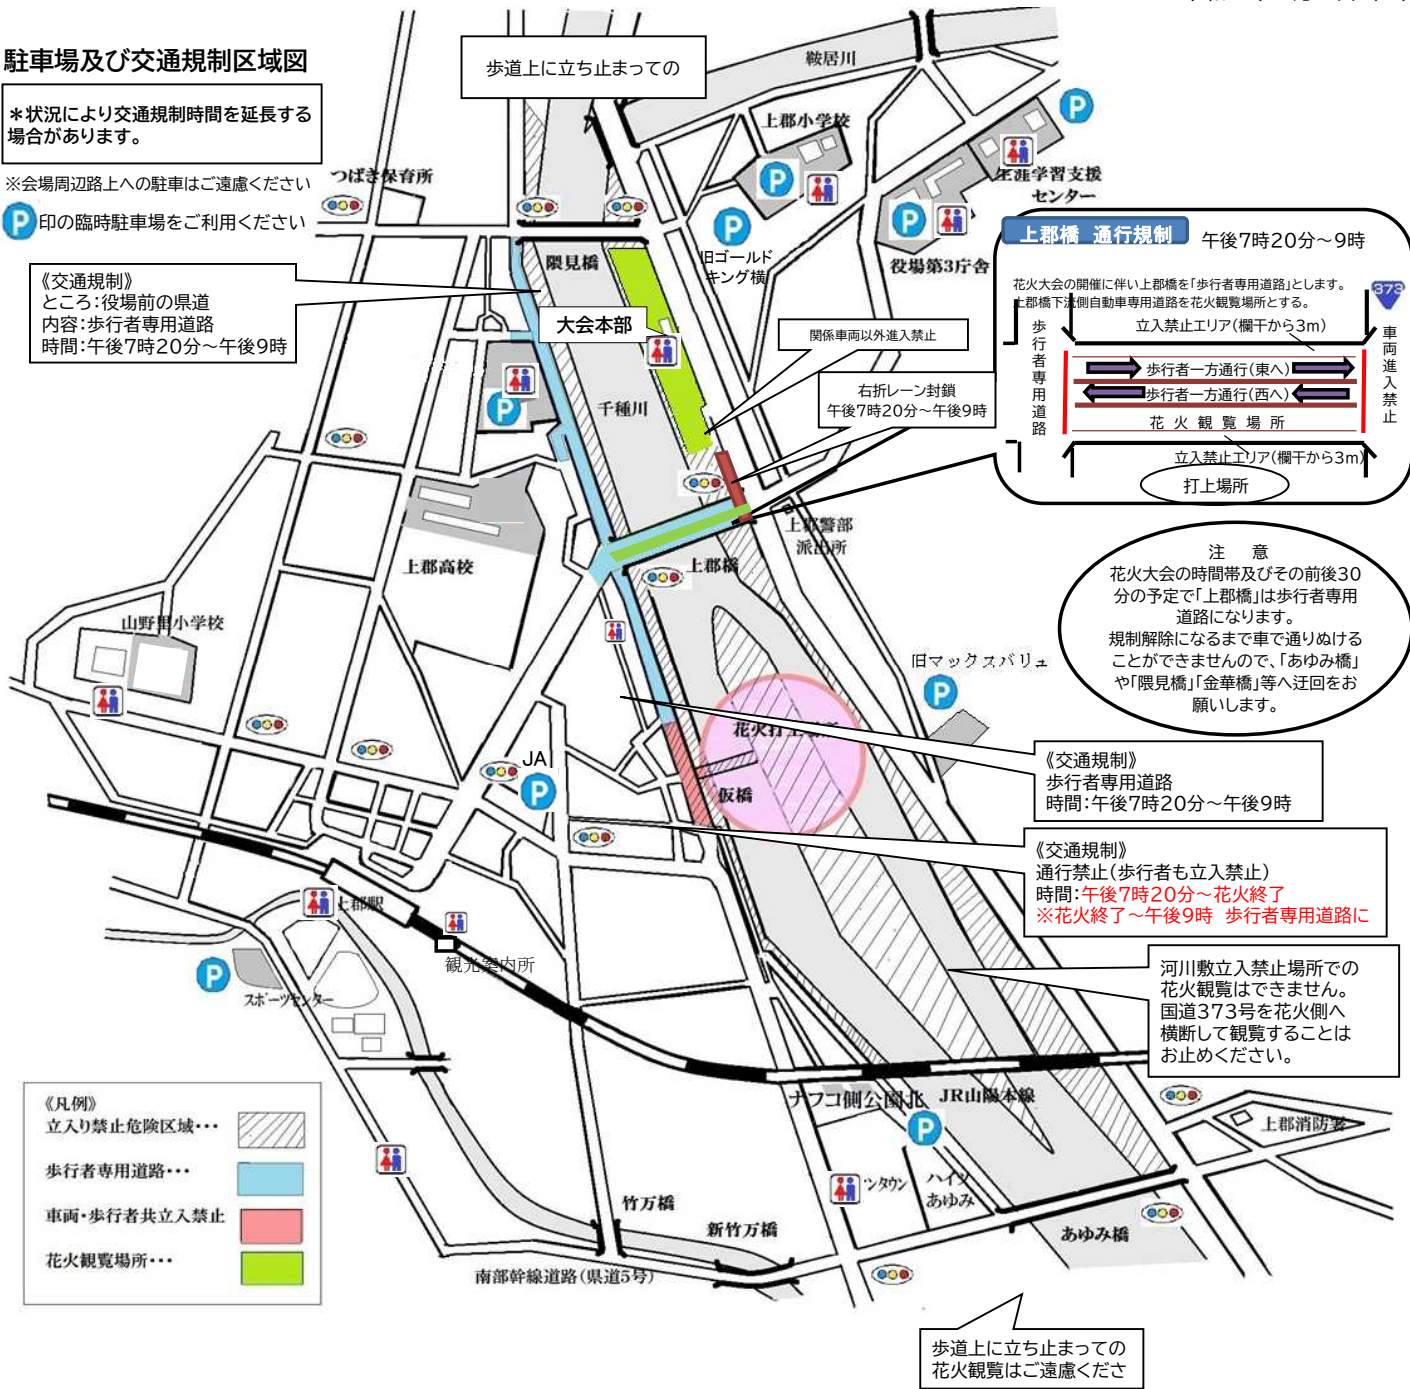 駐車場及び交通規制区域図
*状況により交通規制時間を延長する
場合があります。
※会場周辺路上への駐車はご遠慮ください
P印の臨時駐車場をご利用ください
歩道上に立ち止まっての
鞍居川
上郡小学校
P
P
生涯学習支援
センター
つばき保育所
P
旧ゴールド
キング横
P
役場第3庁舎
《交通規制》
ところ:役場前の県道
内容:歩行者専用道路
時間:午後7時20分~午後9時
隈見橋
大会本部
関係車両以外進入禁止
右折レーン封鎖
午後7時20分~午後9時
上郡橋 通行規制
午後7時20分~9時
花火大会の開催に伴い上郡橋を「歩行者専用道路」とします。
上郡橋下流側自動車専用道路を花火観覧場所とする。
373
立入禁止エリア(欄干から3m)
歩行者専用道路
歩行者一方通行(東へ)
歩行者一方通行(西へ)
花火観覧場所
車両進入禁止
立入禁止エリア(欄干から3m)
打上場所
P
千種川
上郡警部
派出所
上郡橋
上郡高校
山野里小学校
注 意
花火大会の時間帯及びその前後30
分の予定で「上郡橋」は歩行者専用
道路になります。
規制解除になるまで車で通りぬける
ことができませんので、「あゆみ橋」
や「隈見橋」「金華橋」等へ迂回をお
願いします。
旧マックスバリュ
P
花火打上場所
仮橋
JA
P
《交通規制》
歩行者専用道路
時間:午後7時20分~午後9時
《交通規制》
通行禁止(歩行者も立入禁止)
時間:午後7時20分~花火終了
※花火終了~午後9時 歩行者専用道路に
上郡駅
観光案内所
P
スポーツセンター
河川敷立入禁止場所での
花火観覧はできません。
国道373号を花火側へ
横断して観覧することは
お止めください。
ナフコ側公園北
JR山陽本線
P
上郡消防署
《凡例》
立入り禁止危険区域・・・
歩行者専用道路・・・
車両・歩行者共立入禁止
花火観覧場所・・・
ンタウン
ハイツ
あゆみ
竹万橋
新竹万橋
あゆみ橋
南部幹線道路(県道5号)
歩道上に立ち止まっての
花火観覧はご遠慮くださ